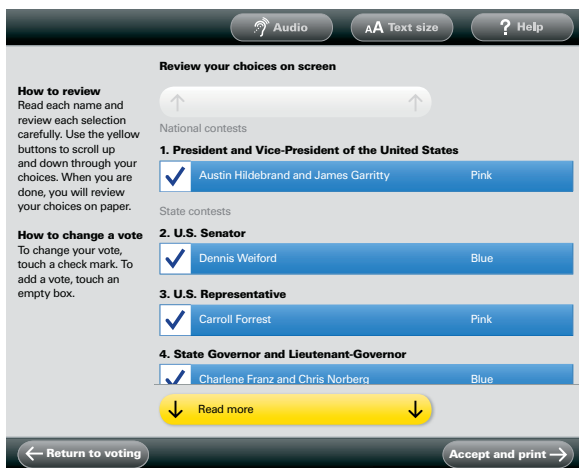 Audio
AA Text size
? Help
How to review
Read each name and
review each selection
carefully. Use the yellow
buttons to scroll up
and down through your
choices. When you are
done, you will review
your choices on paper.
How to change a vote
To change your vote,
touch a check mark. To
add a vote, touch an
empty box.
Review your choices on screen
National contests
1. President and Vice-President of the United States
Austin Hildebrand and James Garritty Pink
State contests
2. U.S. Senator
Dennis Weiford Blue
3. U.S. Representative
Carroll Forrest Pink
4. State Governor and Lieutenant-Governor
Charlene Franz and Chris Norberg Blue
Read more
Return to voting
Accept and print